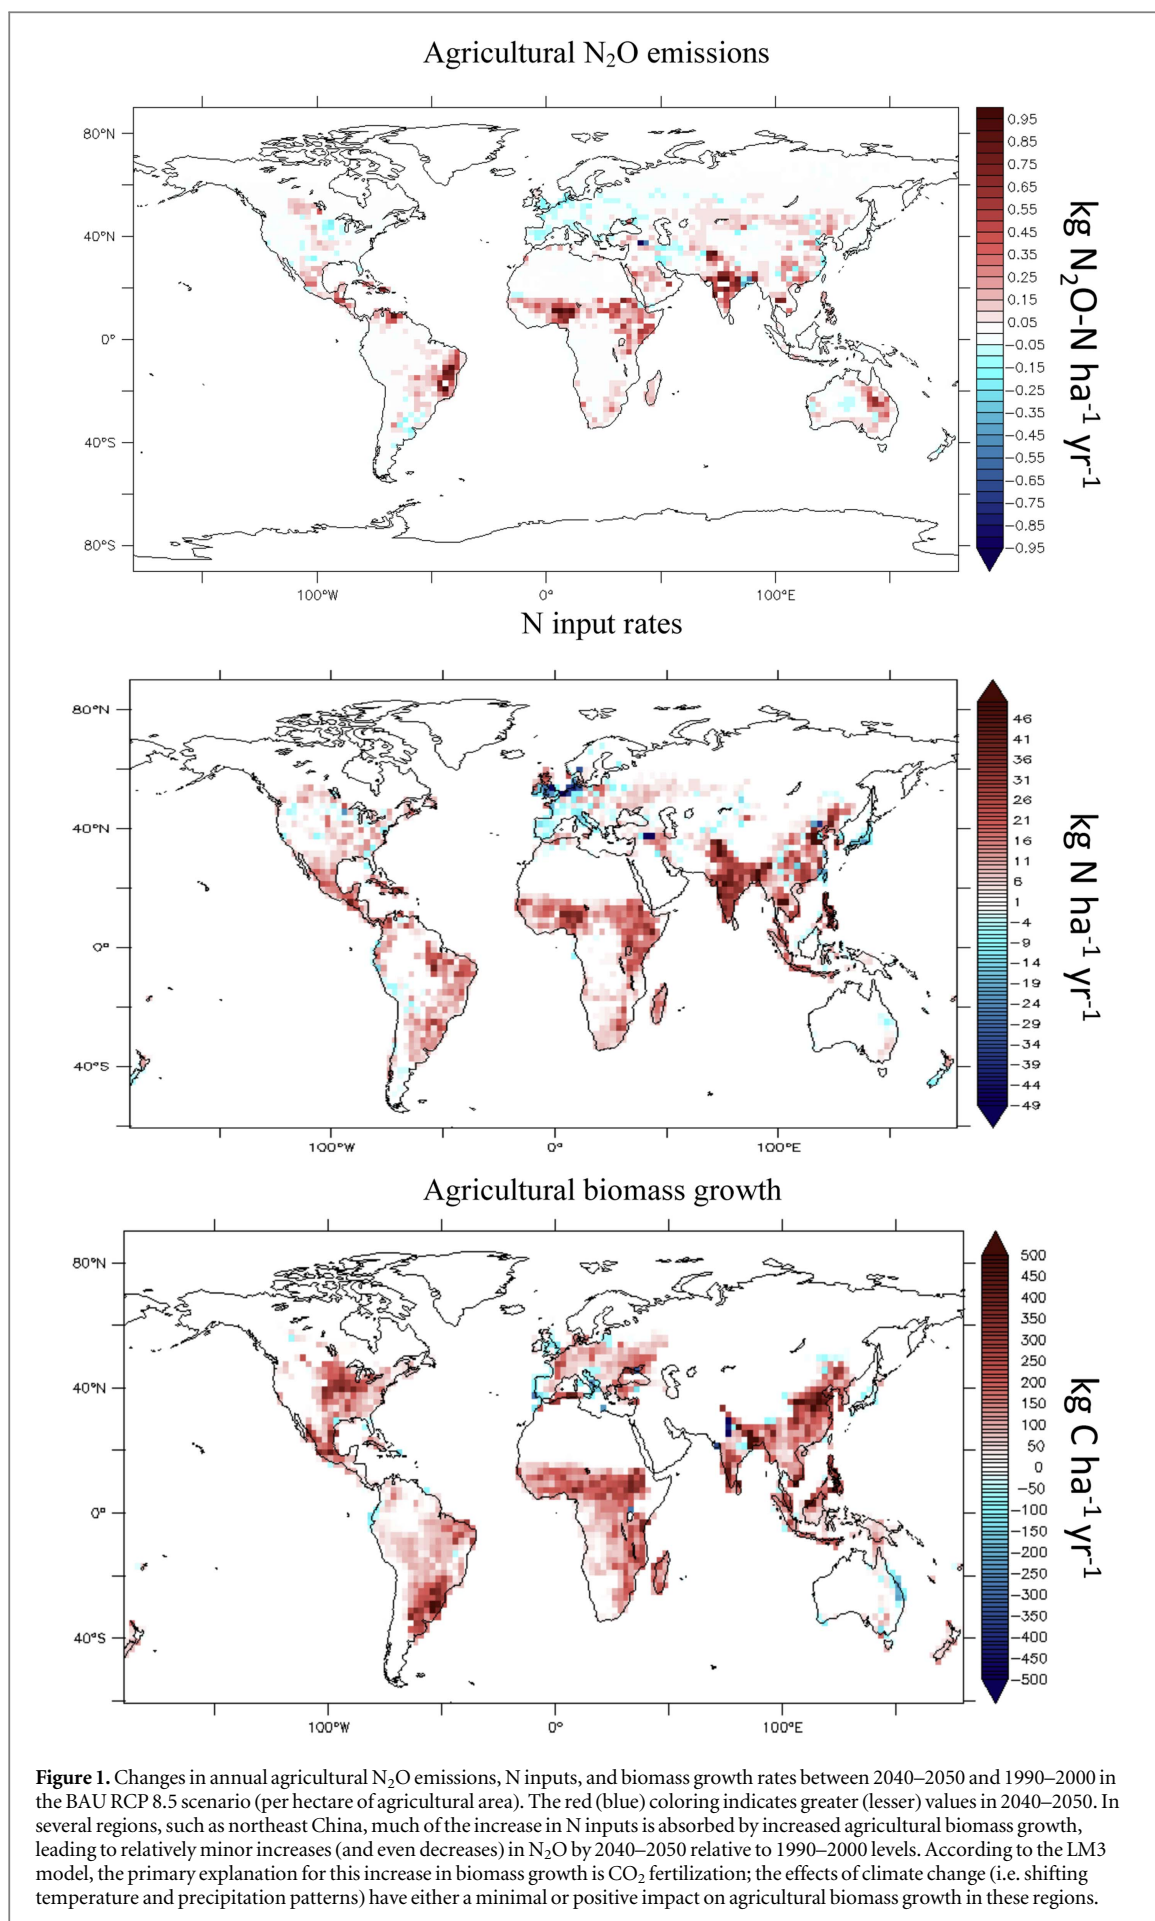 Agricultural N₂O emissions
80°N
40°N
0°
40°S
80°S
100°W
0°
100°E
0.95
0.85
0.75
0.65
0.55
0.45
0.35
0.25
0.15
0.05
−0.05
−0.15
−0.25
−0.35
−0.45
−0.55
−0.65
−0.75
−0.85
−0.95
kg N₂O-N ha⁻¹ yr⁻¹
N input rates
80°N
40°N
0°
40°S
100°W
0°
100°E
46
41
36
31
26
21
16
11
6
1
−4
−9
−14
−19
−24
−29
−34
−39
−44
−49
kg N ha⁻¹ yr⁻¹
Agricultural biomass growth
80°N
40°N
0°
40°S
100°W
0°
100°E
500
450
400
350
300
250
200
150
100
50
0
−50
−100
−150
−200
−250
−300
−350
−400
−450
−500
kg C ha⁻¹ yr⁻¹
Figure 1. Changes in annual agricultural N₂O emissions, N inputs, and biomass growth rates between 2040–2050 and 1990–2000 in
the BAU RCP 8.5 scenario (per hectare of agricultural area). The red (blue) coloring indicates greater (lesser) values in 2040–2050. In
several regions, such as northeast China, much of the increase in N inputs is absorbed by increased agricultural biomass growth,
leading to relatively minor increases (and even decreases) in N₂O by 2040–2050 relative to 1990–2000 levels. According to the LM3
model, the primary explanation for this increase in biomass growth is CO₂ fertilization; the effects of climate change (i.e. shifting
temperature and precipitation patterns) have either a minimal or positive impact on agricultural biomass growth in these regions.